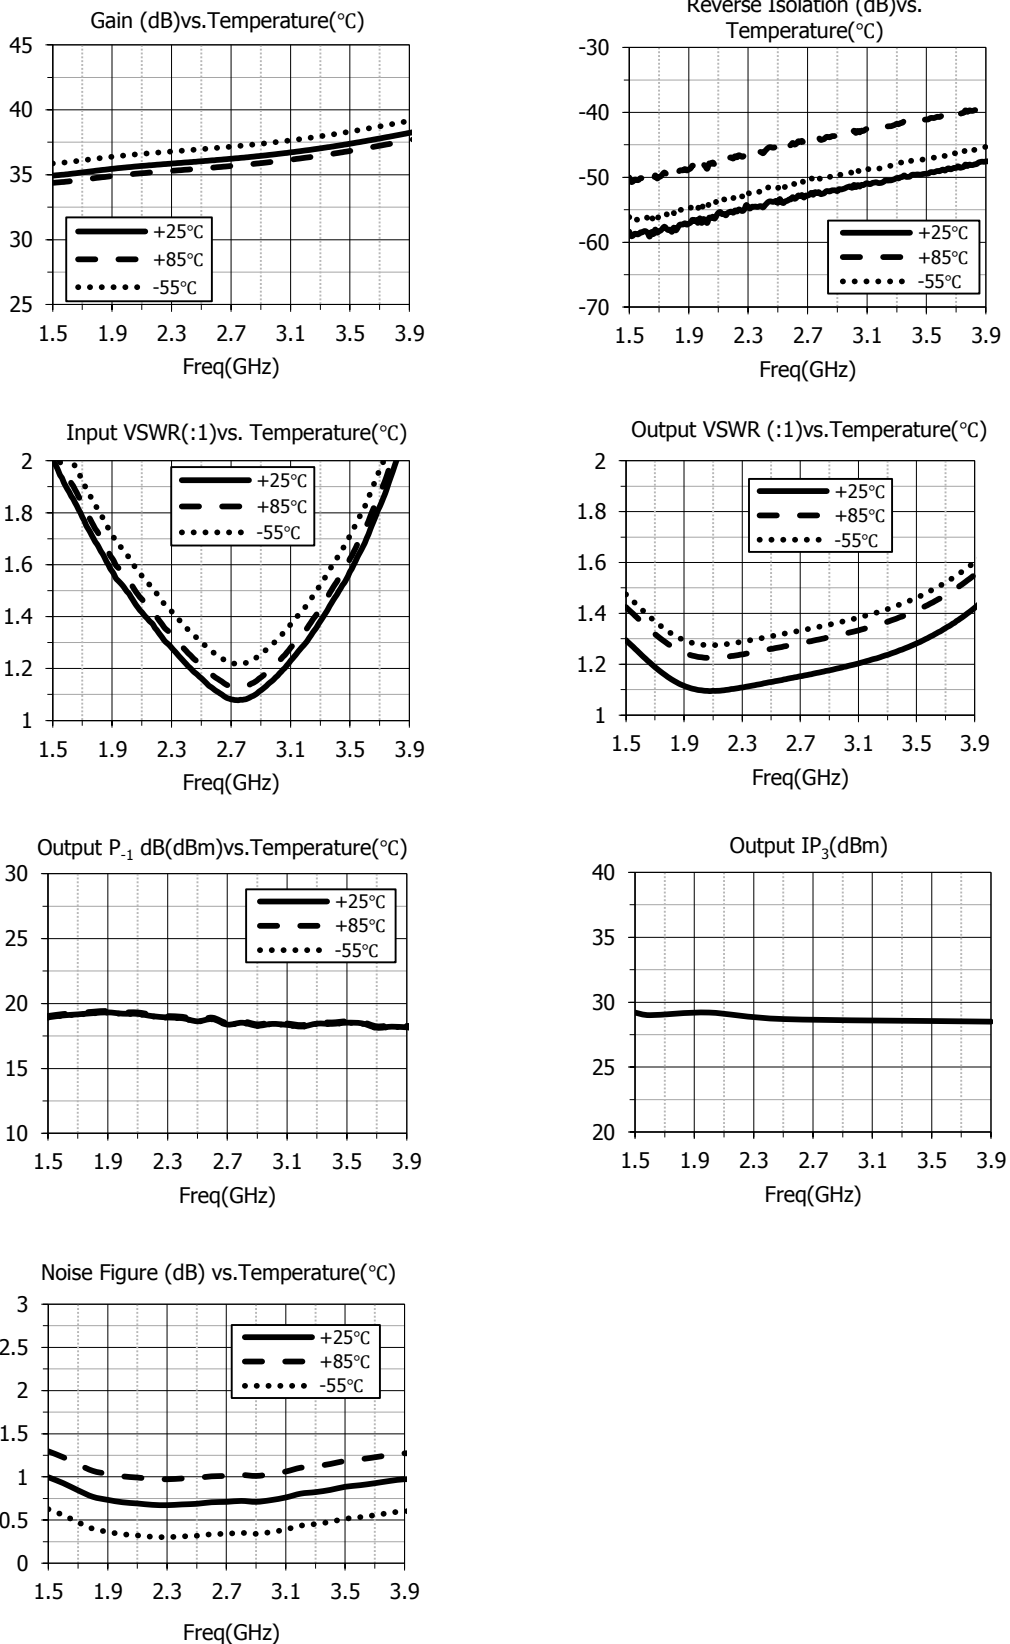 Gain (dB)vs.Temperature(℃)
45
40
35
30
25
+25℃
+85℃
-55℃
1.5 1.9 2.3 2.7 3.1 3.5 3.9
Freq(GHz)
Reverse Isolation (dB)vs.
Temperature(℃)
-30
-40
-50
-60
-70
+25℃
+85℃
-55℃
1.5 1.9 2.3 2.7 3.1 3.5 3.9
Freq(GHz)
Input VSWR(:1)vs. Temperature(℃)
2
1.8
1.6
1.4
1.2
1
+25℃
+85℃
-55℃
1.5 1.9 2.3 2.7 3.1 3.5 3.9
Freq(GHz)
Output VSWR (:1)vs.Temperature(℃)
2
1.8
1.6
1.4
1.2
1
+25℃
+85℃
-55℃
1.5 1.9 2.3 2.7 3.1 3.5 3.9
Freq(GHz)
Output P-1 dB(dBm)vs.Temperature(℃)
30
25
20
15
10
+25℃
+85℃
-55℃
1.5 1.9 2.3 2.7 3.1 3.5 3.9
Freq(GHz)
Output IP3(dBm)
40
35
30
25
20
1.5 1.9 2.3 2.7 3.1 3.5 3.9
Freq(GHz)
Noise Figure (dB) vs.Temperature(℃)
3
2.5
2
1.5
1
0.5
0
+25℃
+85℃
-55℃
1.5 1.9 2.3 2.7 3.1 3.5 3.9
Freq(GHz)